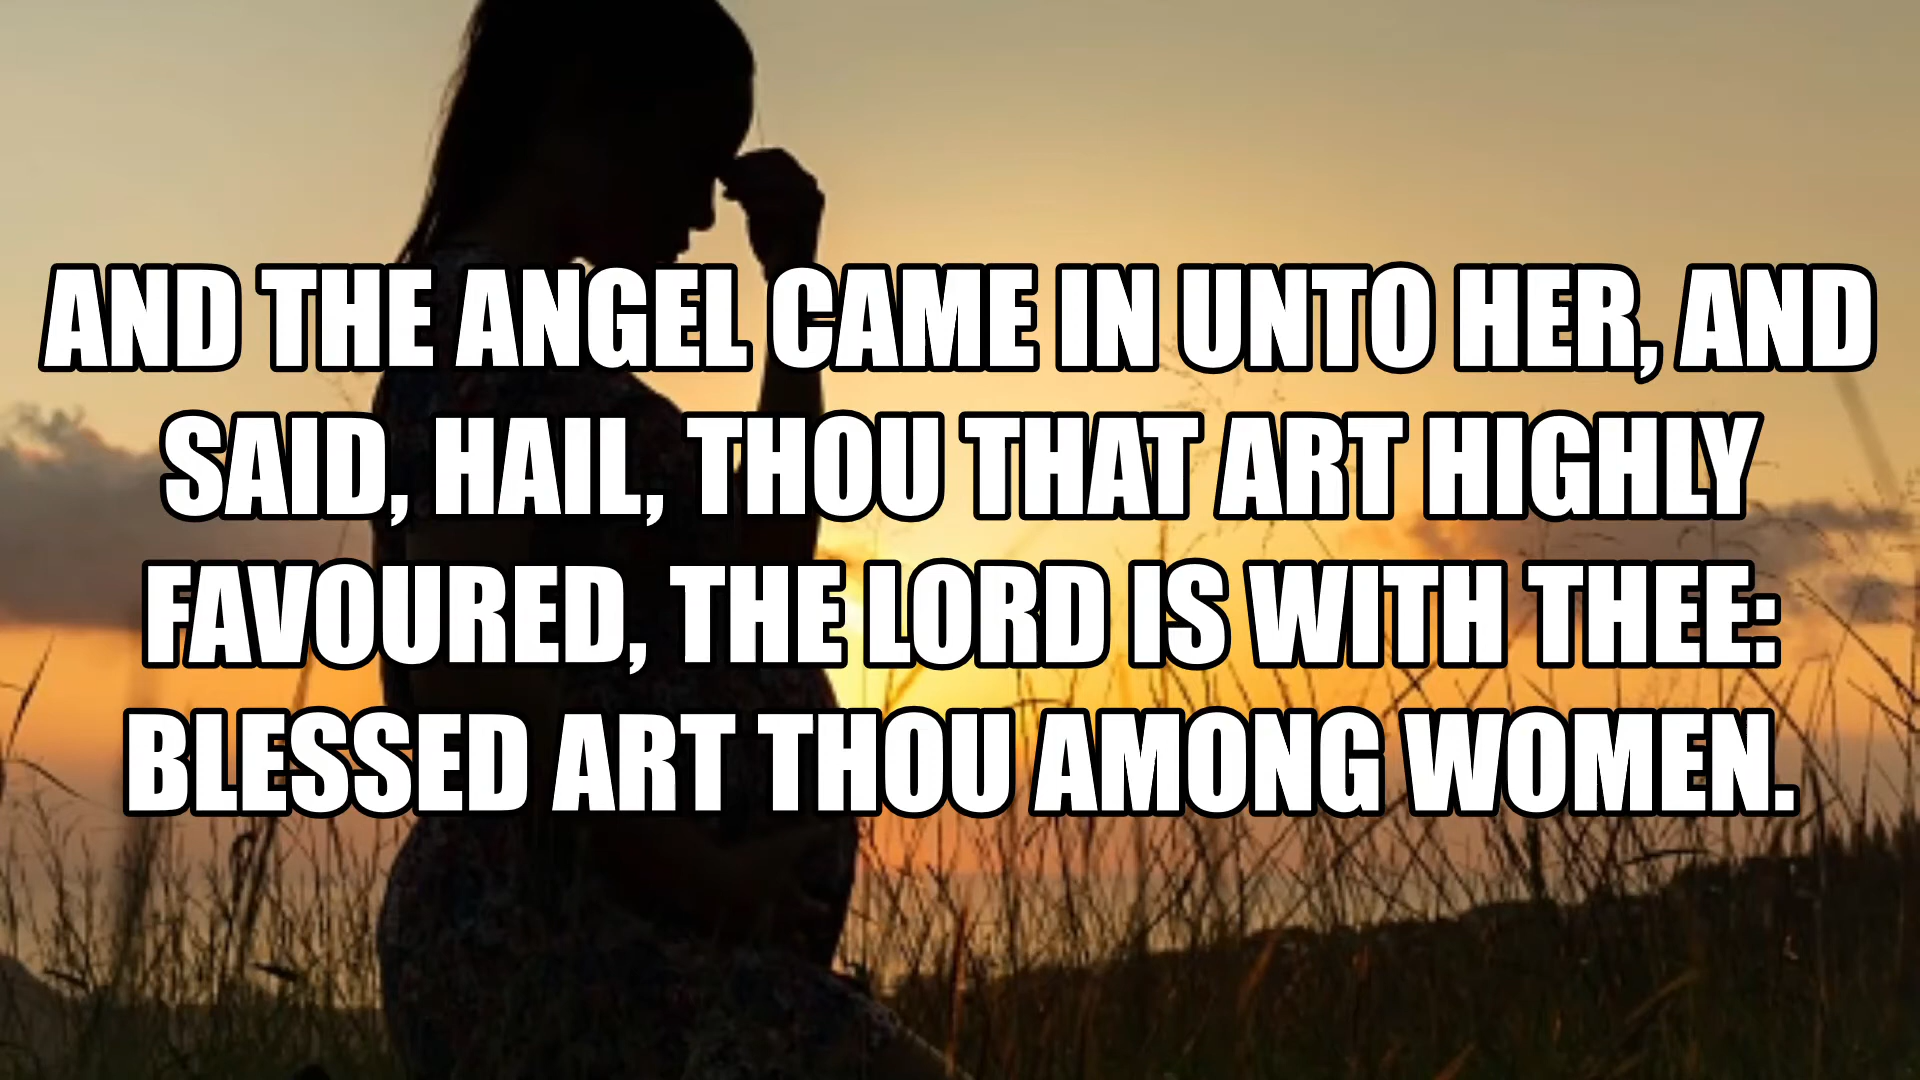 AND THE ANGEL CAME IN UNTO HER, AND
SAID, HAIL, THOU THAT ART HIGHLY
FAVOURED, THE LORD IS WITH THEE:
BLESSED ART THOU AMONG WOMEN.